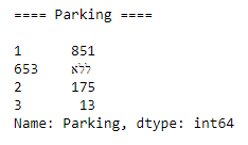 ==== Parking ====
1 851
653 ללא
2 175
3 13
Name: Parking, dtype: int64